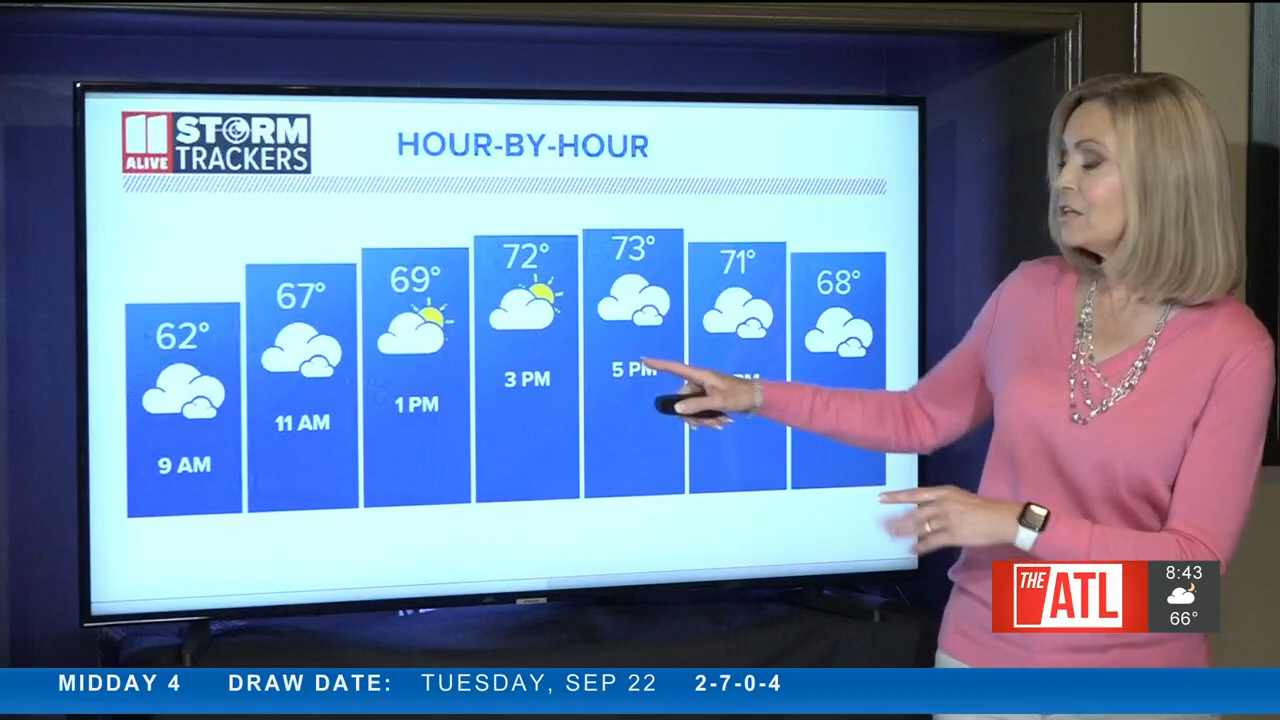 11 ALIVE
STORM TRACKERS
HOUR-BY-HOUR
62°
9 AM
67°
11 AM
69°
1 PM
72°
3 PM
73°
5 PM
71°
PM
68°
THE ATL
8:43
66°
MIDDAY 4 DRAW DATE: TUESDAY, SEP 22 2-7-0-4